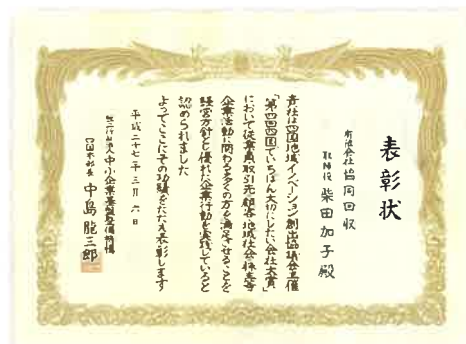 表彰状
有限会社 協同回収
取締役 柴田加子殿
貴社は四国地域イノベーション創出協議会主催
「第四回四国でいちばん大切にしたい会社大賞」
において従業員取引先顧客地域社会株主等
企業活動に関わる多くの方を満足させることを
経営方針とし優れた企業行動を実践していると
認められました
よってここにその功績をたたえ表彰します
平成二十七年三月六日
独立行政法人中小企業基盤整備機構
四国本部長 中島龍三郎